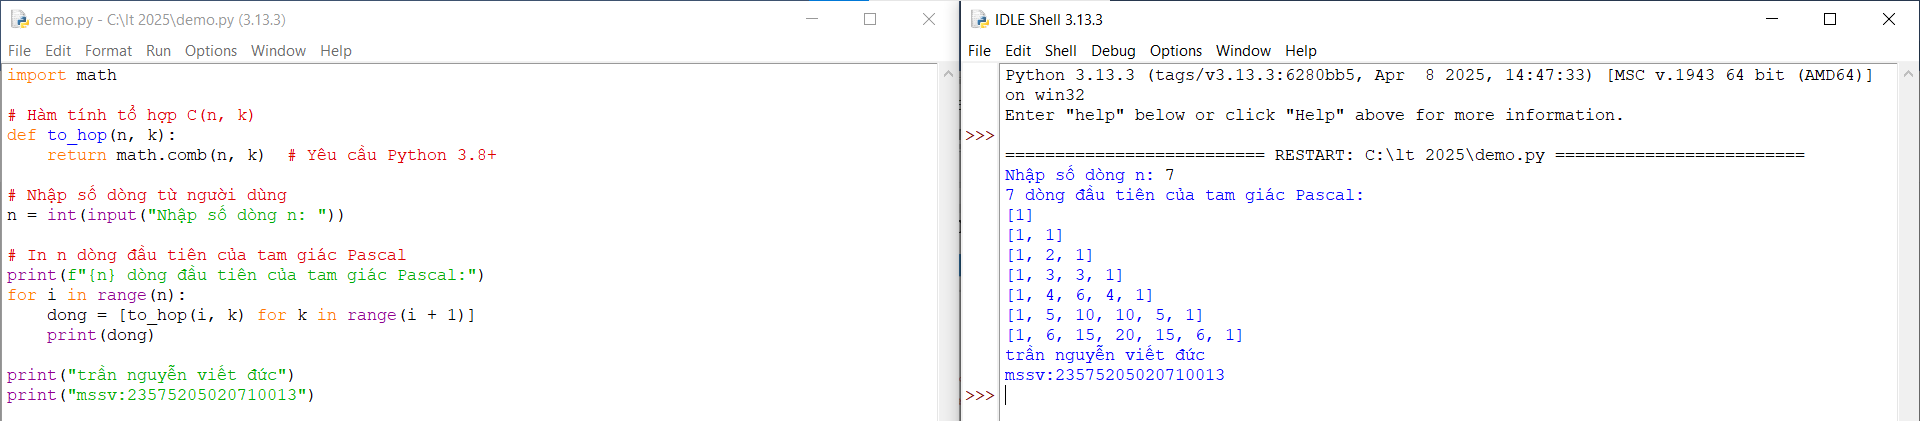 demo.py - C:\lt 2025\demo.py (3.13.3)
File Edit Format Run Options Window Help
import math
# Hàm tính tổ hợp C(n, k)
def to_hop(n, k):
    return math.comb(n, k)  # Yêu cầu Python 3.8+
# Nhập số dòng từ người dùng
n = int(input("Nhập số dòng n: "))
# In n dòng đầu tiên của tam giác Pascal
print(f"{n} dòng đầu tiên của tam giác Pascal:")
for i in range(n):
    dong = [to_hop(i, k) for k in range(i + 1)]
    print(dong)
print("trần nguyễn viết đức")
print("mssv:23575205020710013")
IDLE Shell 3.13.3
File Edit Shell Debug Options Window Help
Python 3.13.3 (tags/v3.13.3:6280bb5, Apr  8 2025, 14:47:33) [MSC v.1943 64 bit (AMD64)]
on win32
Enter "help" below or click "Help" above for more information.
>>>
========================== RESTART: C:\lt 2025\demo.py =========================
Nhập số dòng n: 7
7 dòng đầu tiên của tam giác Pascal:
[1]
[1, 1]
[1, 2, 1]
[1, 3, 3, 1]
[1, 4, 6, 4, 1]
[1, 5, 10, 10, 5, 1]
[1, 6, 15, 20, 15, 6, 1]
trần nguyễn viết đức
mssv:23575205020710013
>>>